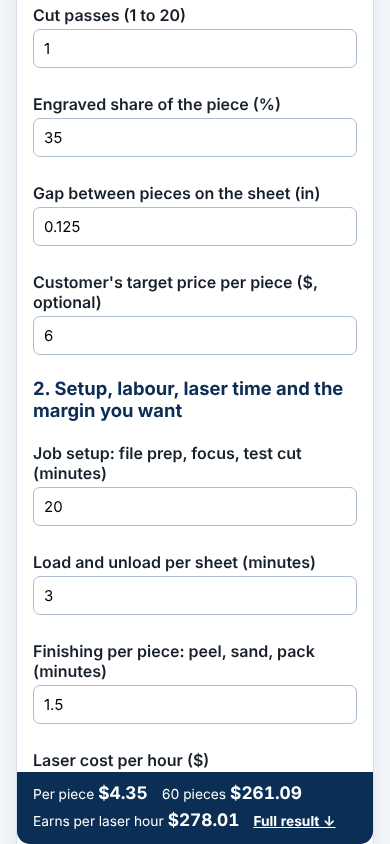 Cut passes (1 to 20)
1
Engraved share of the piece (%)
35
Gap between pieces on the sheet (in)
0.125
Customer's target price per piece ($,
optional)
6
2. Setup, labour, laser time and the
margin you want
Job setup: file prep, focus, test cut
(minutes)
20
Load and unload per sheet (minutes)
3
Finishing per piece: peel, sand, pack
(minutes)
1.5
Laser cost per hour ($)
Per piece $4.35 60 pieces $261.09
Earns per laser hour $278.01 Full result ↓